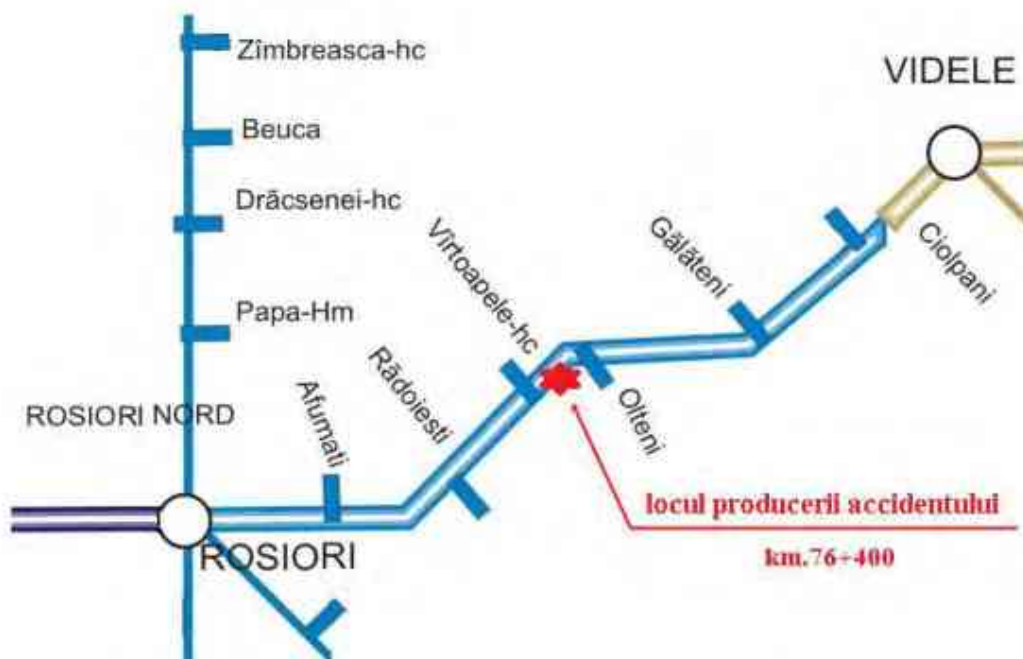 Zîmbreasca-hc
VIDELE
Beuca
Drăcsenei-hc
Vîrtoapele-hc
Gălăteni
Ciolpani
Papa-Hm
Rădoiesti
Afumati
Olteni
ROSIORI NORD
locul producerii accidentului
km.76+400
ROSIORI